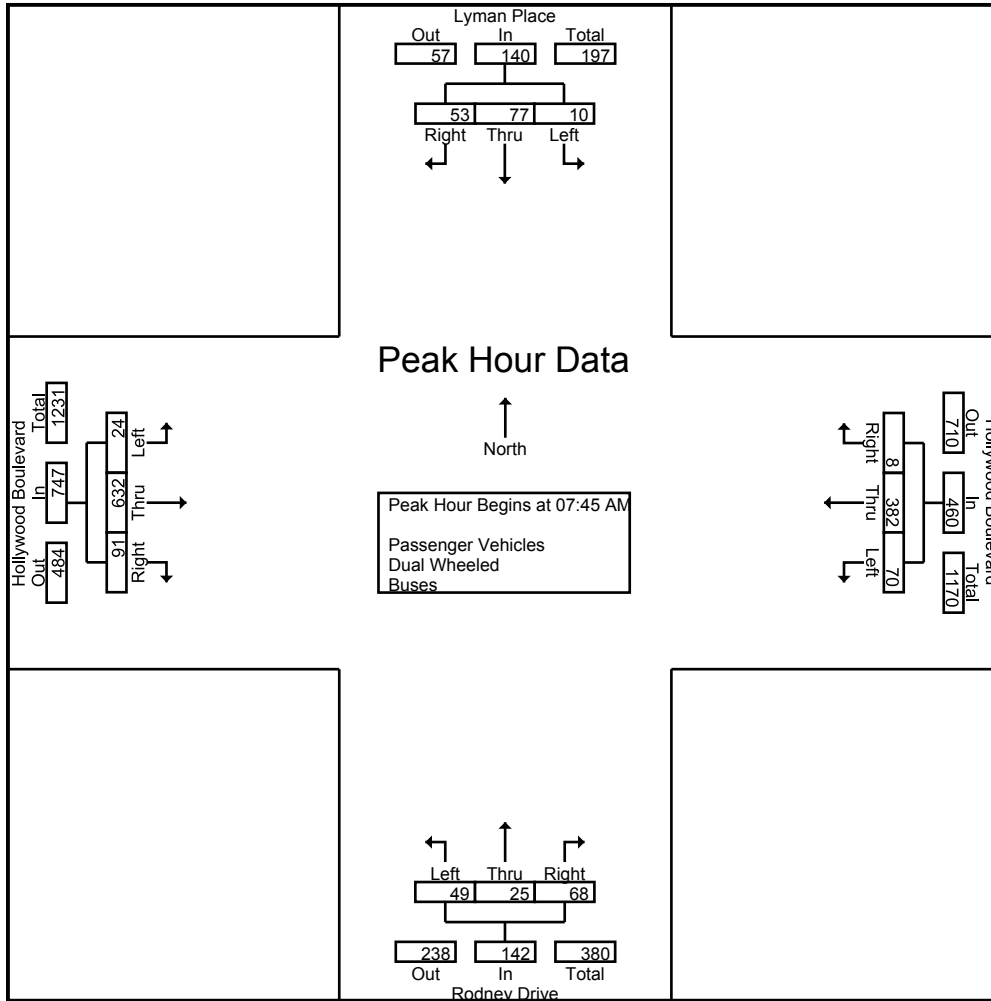 Lyman Place
Out In Total
57 140 197
53 77 10
Right Thru Left
Peak Hour Data
North
Peak Hour Begins at 07:45 AM
Passenger Vehicles
Dual Wheeled
Buses
Hollywood Boulevard
Out In Total
484 747 1231
91 632 24
Right Thru Left
Hollywood Boulevard
Out In Total
710 460 1170
8 382 70
Right Thru Left
Left Thru Right
49 25 68
238 142 380
Out In Total
Rodney Drive